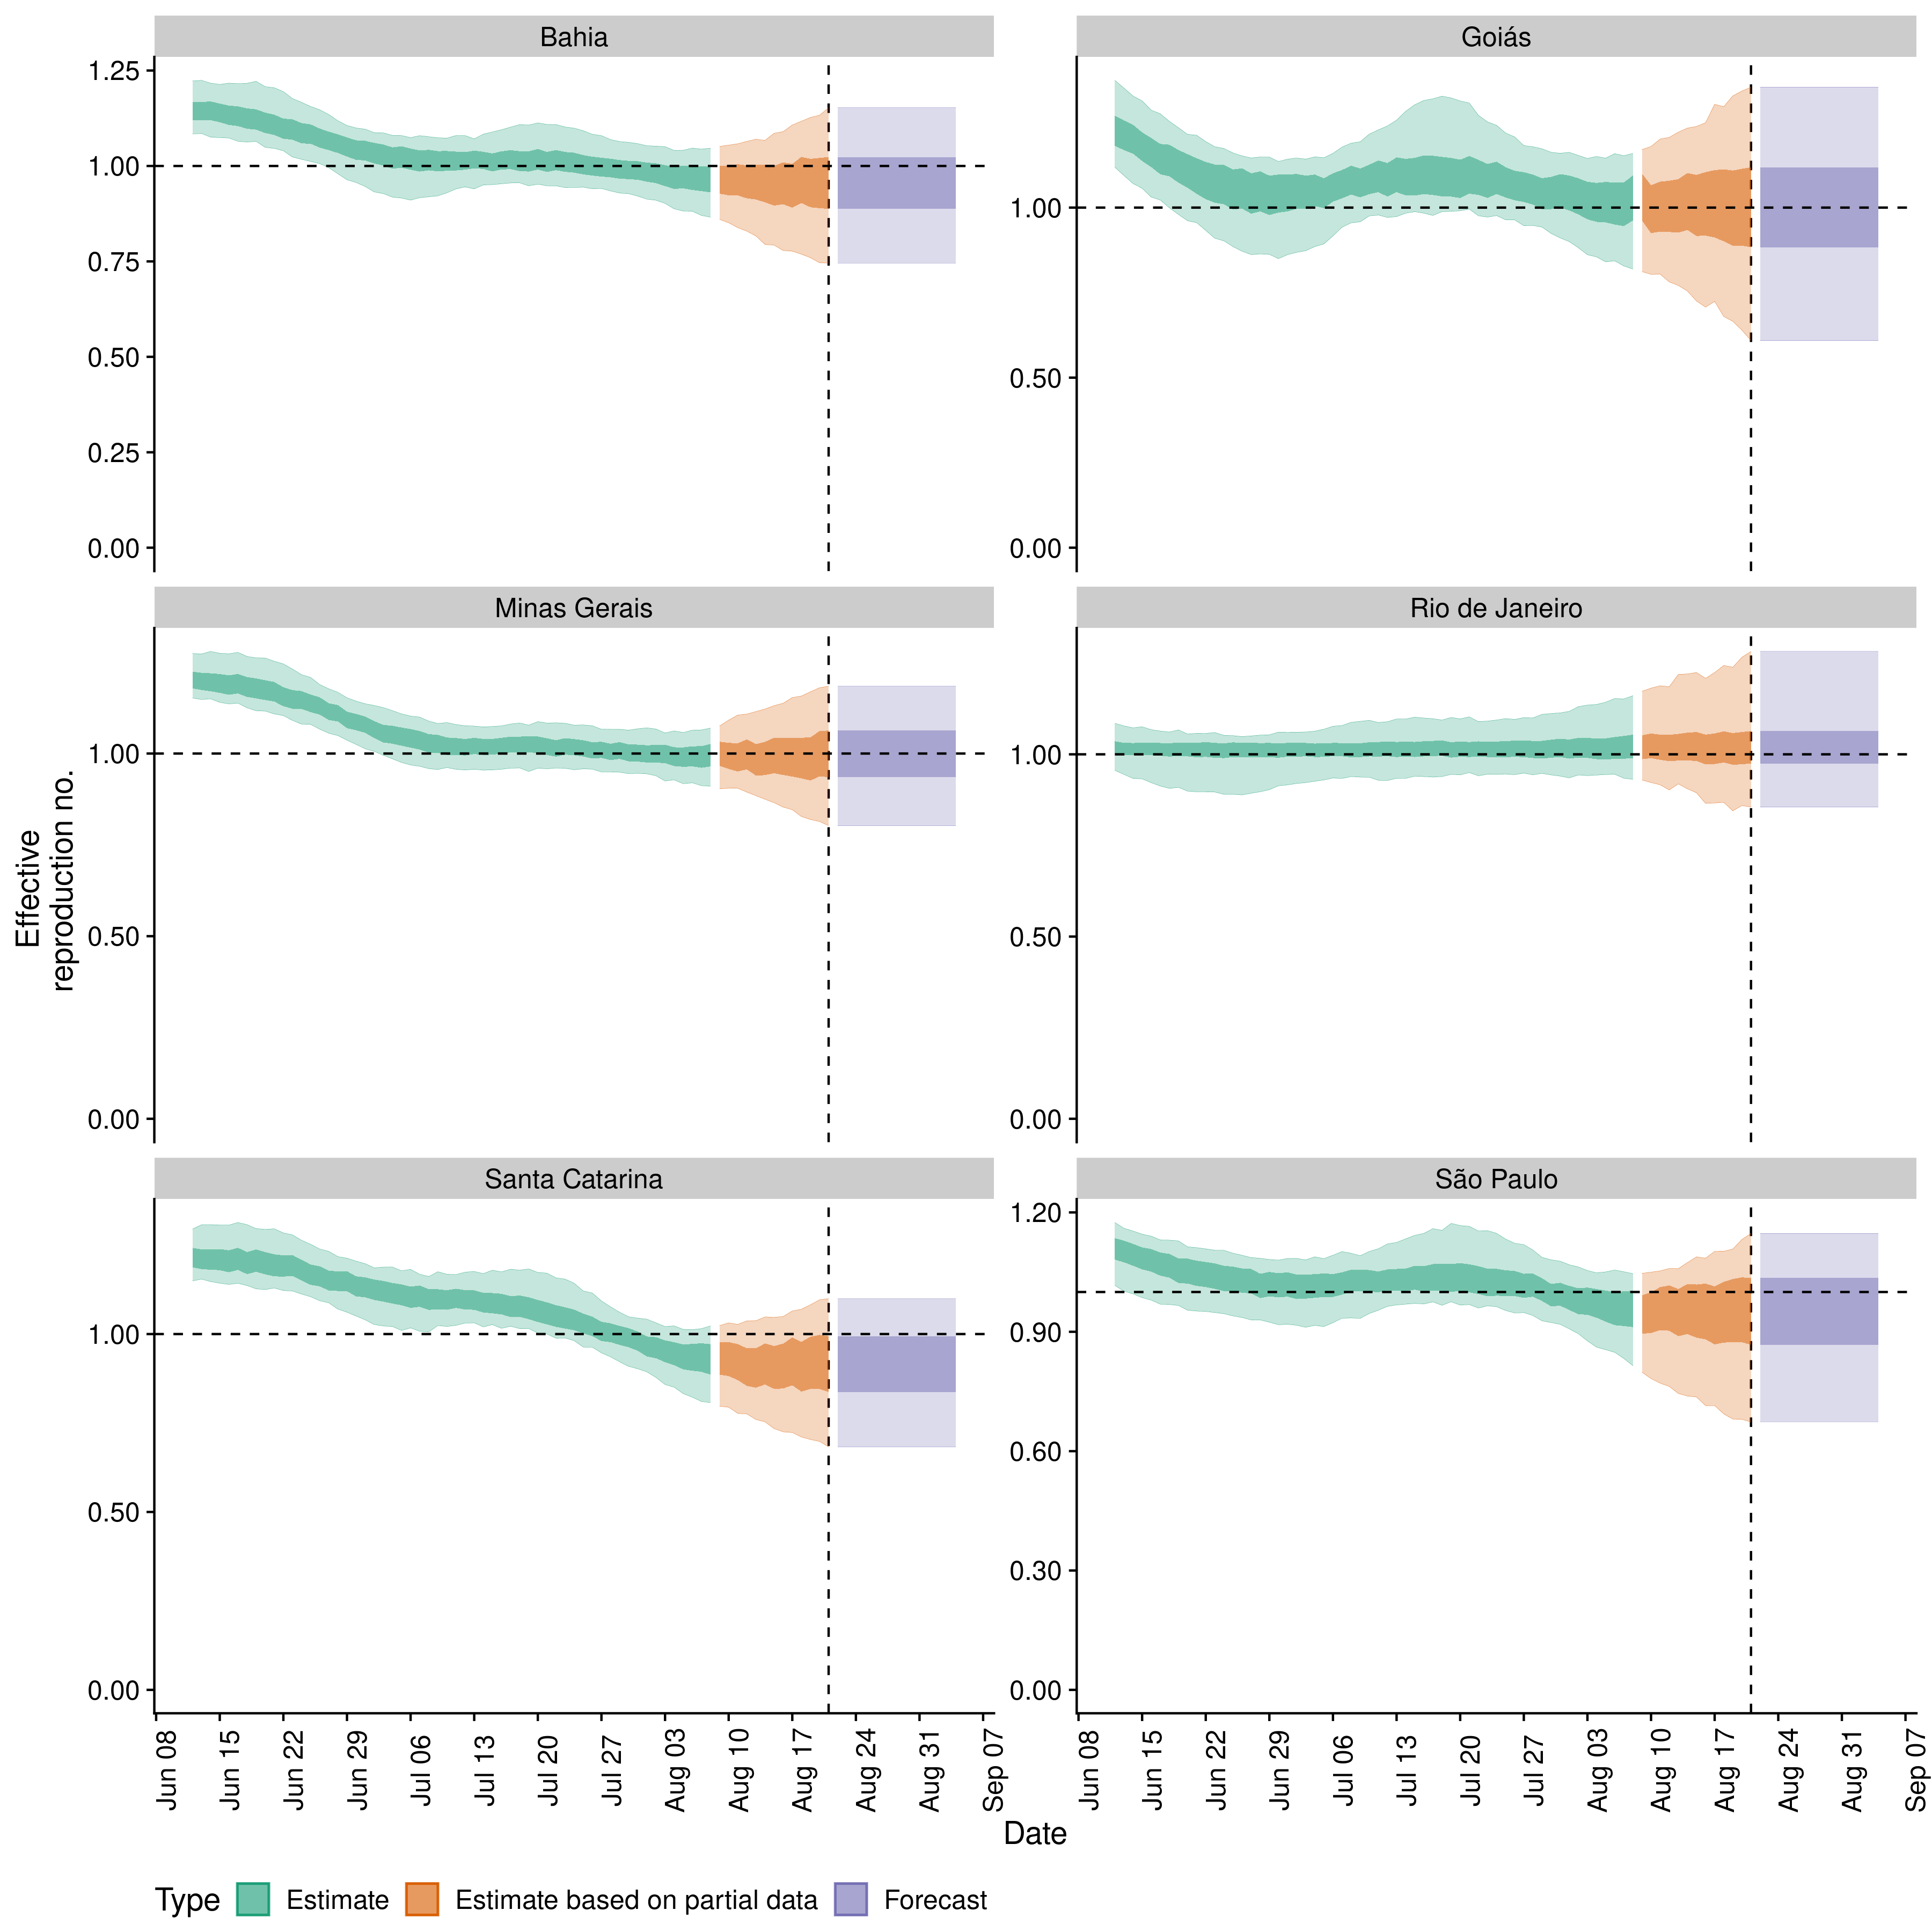 Bahia
Goiás
1.25
1.00
0.75
0.50
0.25
0.00
1.00
0.50
0.00
Minas Gerais
Rio de Janeiro
1.00
0.50
0.00
1.00
0.50
0.00
Santa Catarina
São Paulo
1.00
0.50
0.00
1.20
0.90
0.60
0.30
0.00
Effective
reproduction no.
Jun 08
Jun 15
Jun 22
Jun 29
Jul 06
Jul 13
Jul 20
Jul 27
Aug 03
Aug 10
Aug 17
Aug 24
Aug 31
Sep 07
Jun 08
Jun 15
Jun 22
Jun 29
Jul 06
Jul 13
Jul 20
Jul 27
Aug 03
Aug 10
Aug 17
Aug 24
Aug 31
Sep 07
Date
Type Estimate Estimate based on partial data Forecast